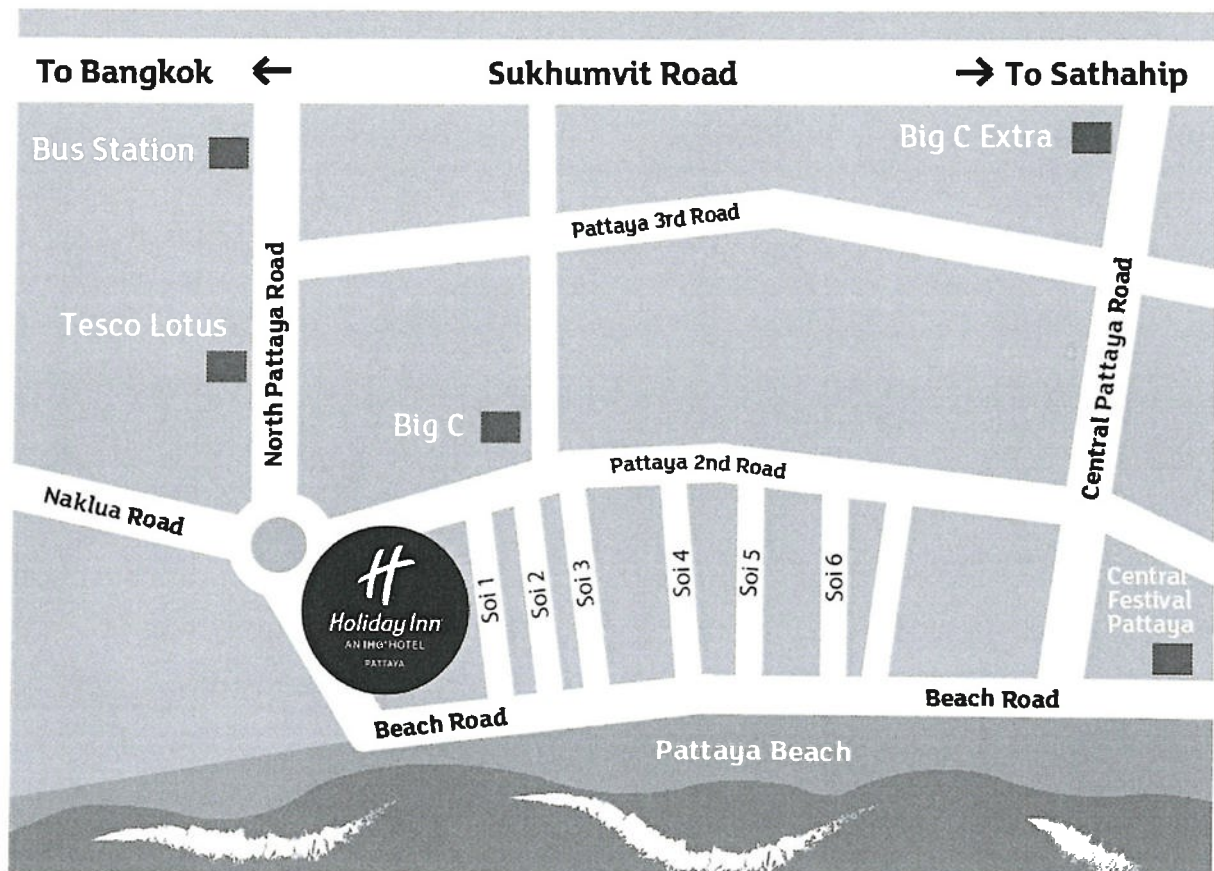 To Bangkok ← Sukhumvit Road → To Sathahip
Bus Station
Big C Extra
Pattaya 3rd Road
North Pattaya Road
Central Pattaya Road
Tesco Lotus
Big C
Pattaya 2nd Road
Naklua Road
Soi 1
Soi 2
Soi 3
Soi 4
Soi 5
Soi 6
H
Holiday Inn
AN IHG® HOTEL
PATTAYA
Central
Festival
Pattaya
Beach Road
Beach Road
Pattaya Beach